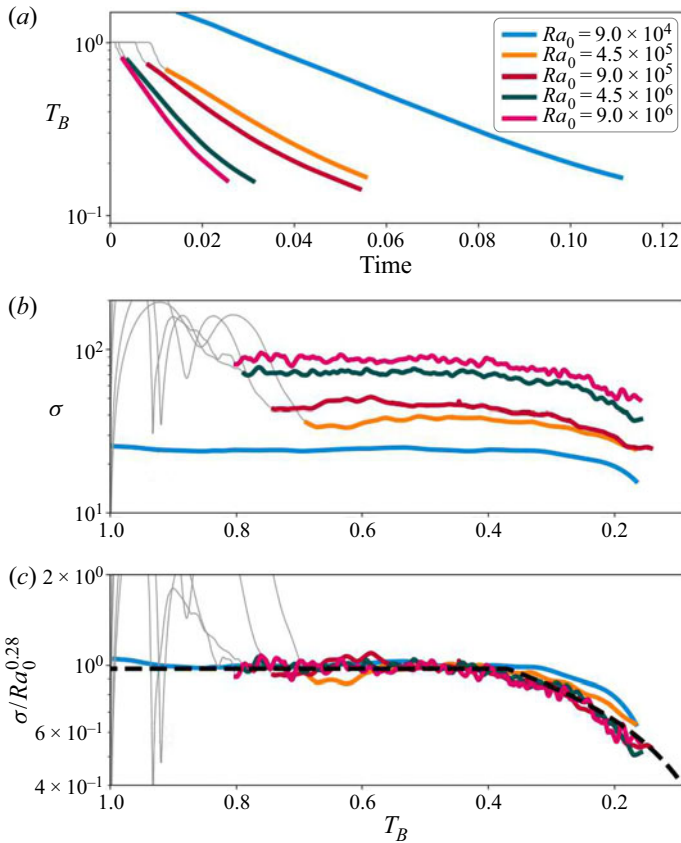 (a)
10⁰
T_B
10⁻¹
Ra₀ = 9.0 × 10⁴
Ra₀ = 4.5 × 10⁵
Ra₀ = 9.0 × 10⁵
Ra₀ = 4.5 × 10⁶
Ra₀ = 9.0 × 10⁶
0 0.02 0.04 0.06 0.08 0.10 0.12
Time
(b)
10²
σ
10¹
1.0 0.8 0.6 0.4 0.2
(c)
2 × 10⁰
10⁰
σ/Ra₀^0.28
6 × 10⁻¹
4 × 10⁻¹
1.0 0.8 0.6 0.4 0.2
T_B